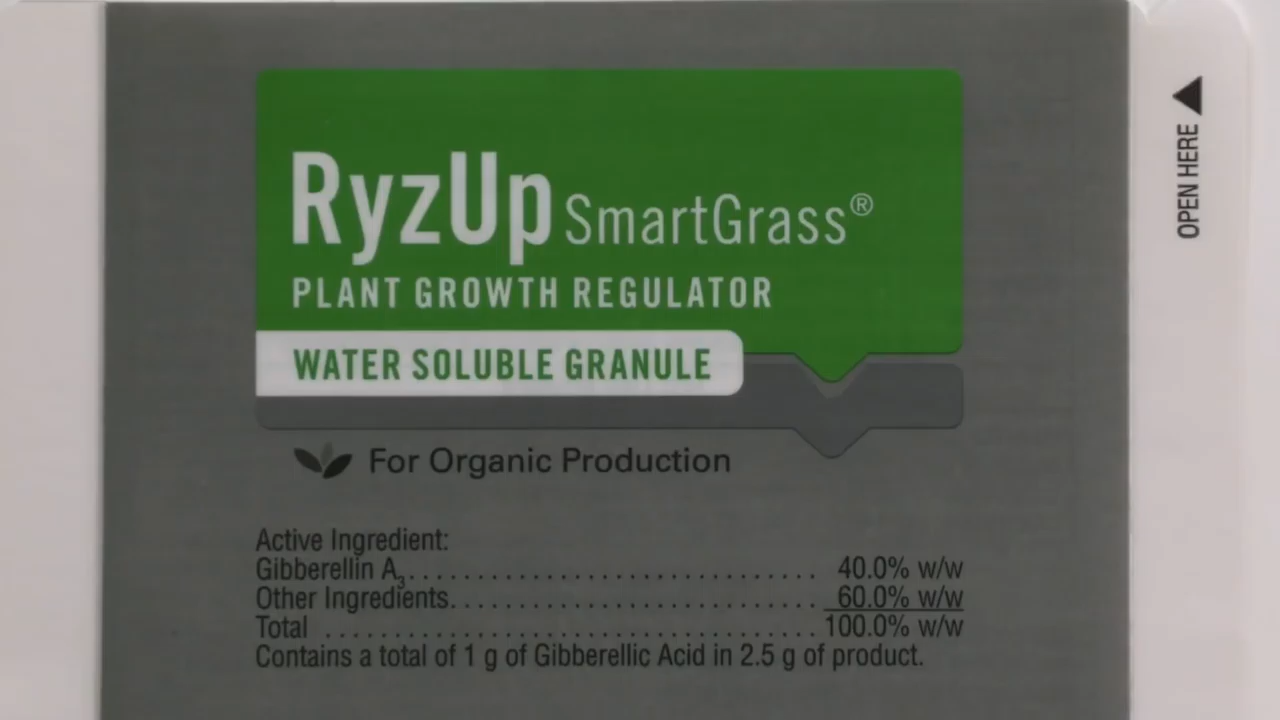 RyzUp SmartGrass®
PLANT GROWTH REGULATOR
WATER SOLUBLE GRANULE
For Organic Production
Active Ingredient:
Gibberellin A₃.......................................... 40.0% w/w
Other Ingredients...................................... 60.0% w/w
Total ..................................................100.0% w/w
Contains a total of 1 g of Gibberellic Acid in 2.5 g of product.
OPEN HERE